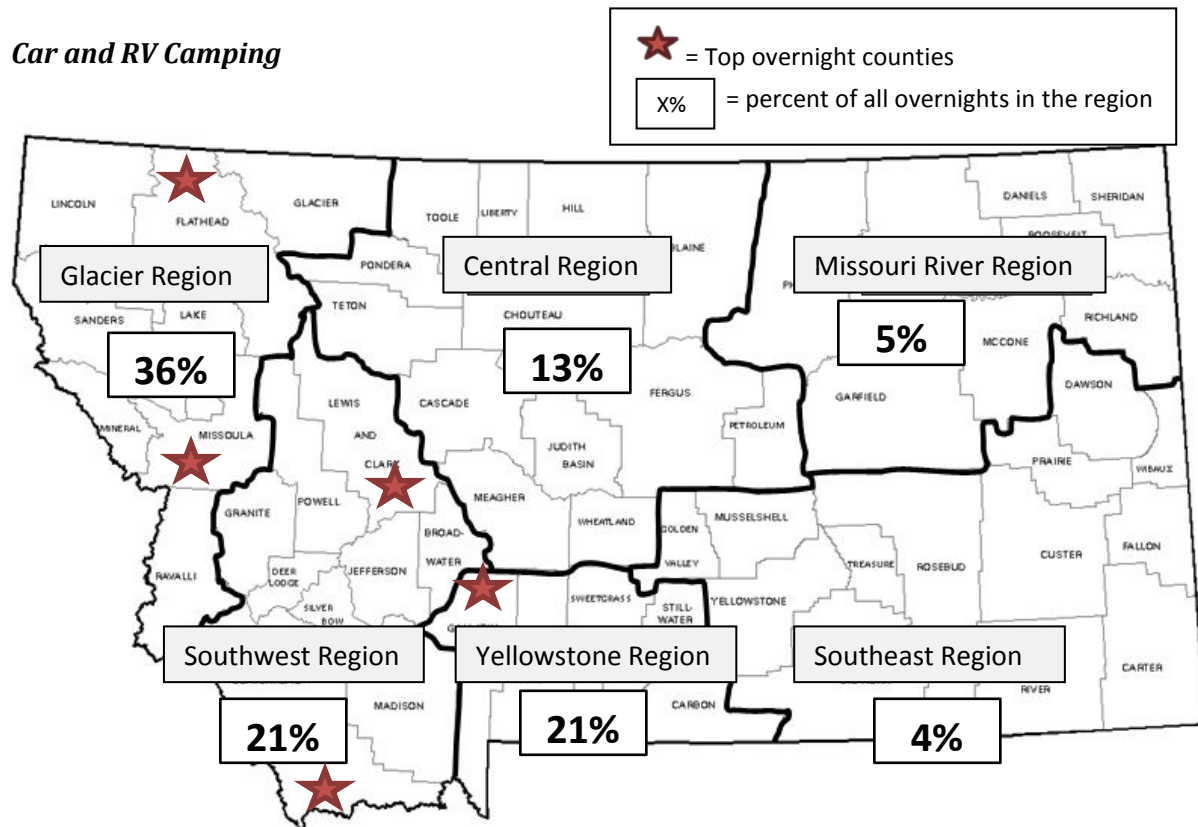 Car and RV Camping
= Top overnight counties
X%
= percent of all overnights in the region
LINCOLN
FLATHEAD
GLACIER
TOOLE
LIBERTY
HILL
DANIELS
SHERIDAN
Glacier Region
PONDERA
Central Region
Missouri River Region
SANDERS
LAKE
TETON
CHOUTEAU
RICHLAND
36%
13%
5%
MCCONE
LEWIS
AND
CLARK
CASCADE
FERGUS
GARFIELD
DAWSON
MINERAL
MISSOULA
JUDITH
BASIN
PETROLEUM
PRAIRIE
WIBAUX
GRANITE
POWELL
MEAGHER
WHEATLAND
GOLDEN
VALLEY
MUSSELSHELL
CUSTER
FALLON
RAVALLI
DEER
LODGE
JEFFERSON
BROAD-
WATER
SILVER
BOW
SWEETGRASS
STILL-
WATER
YELLOWSTONE
TREASURE
ROSEBUD
Southwest Region
Yellowstone Region
Southeast Region
CARTER
MADISON
CARBON
RIVER
21%
21%
4%